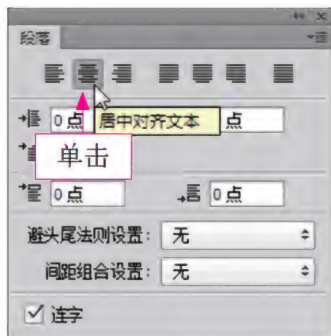 段落
0点 居中对齐文本 点
单击
0点 0点
避头尾法则设置： 无
间距组合设置： 无
连字